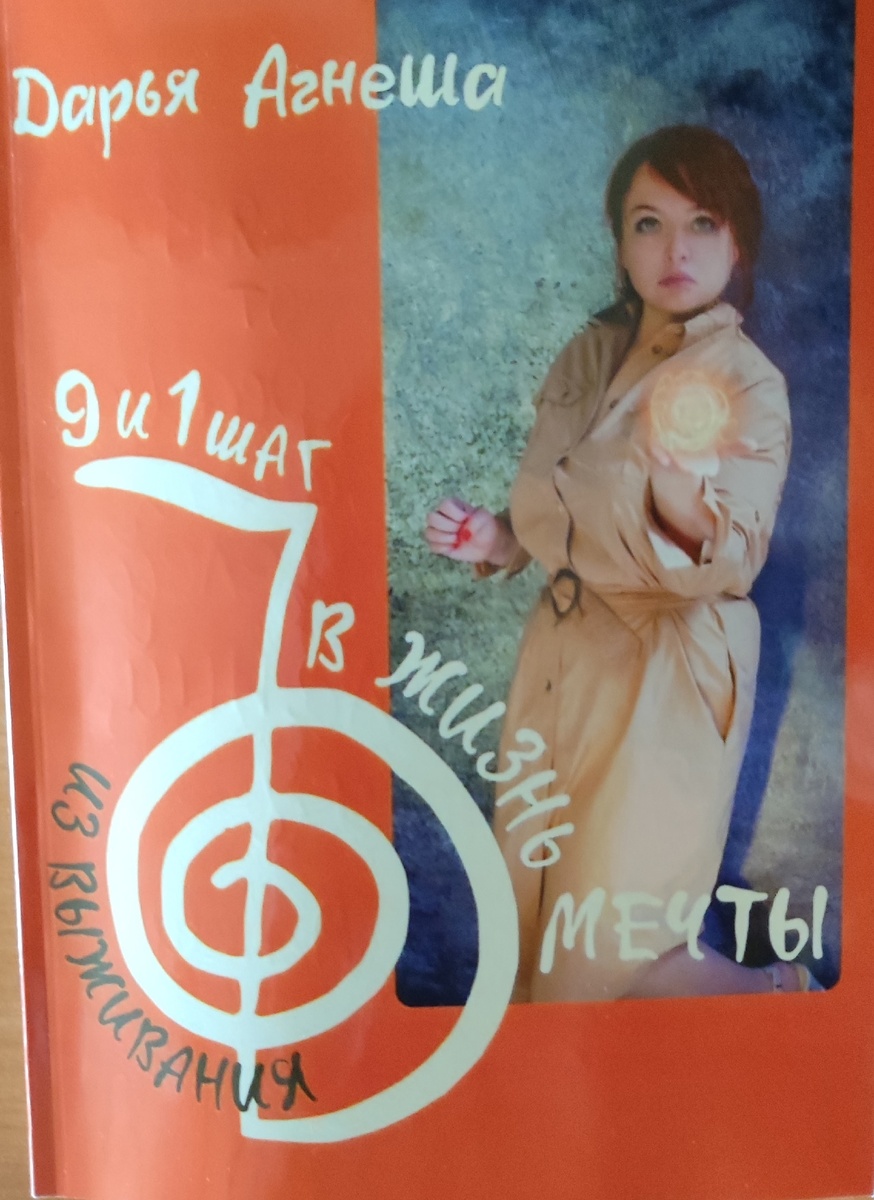 Дарья Агнеша
9 и 1 шаг
из выживания
в жизнь
мечты